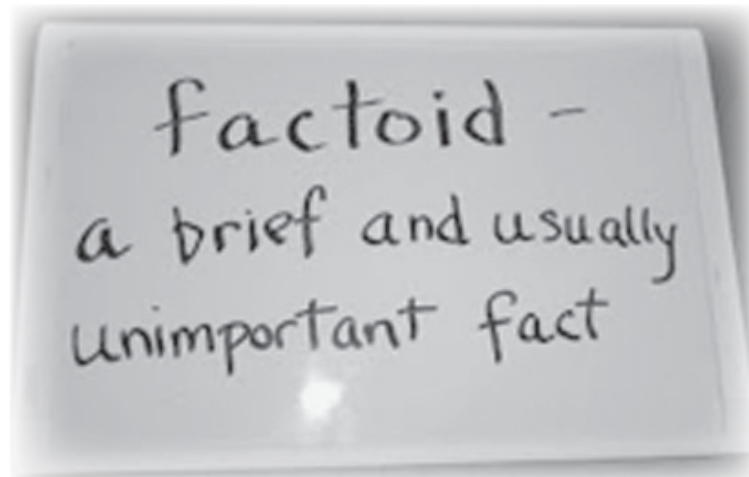 factoid -
a brief and usually
unimportant fact